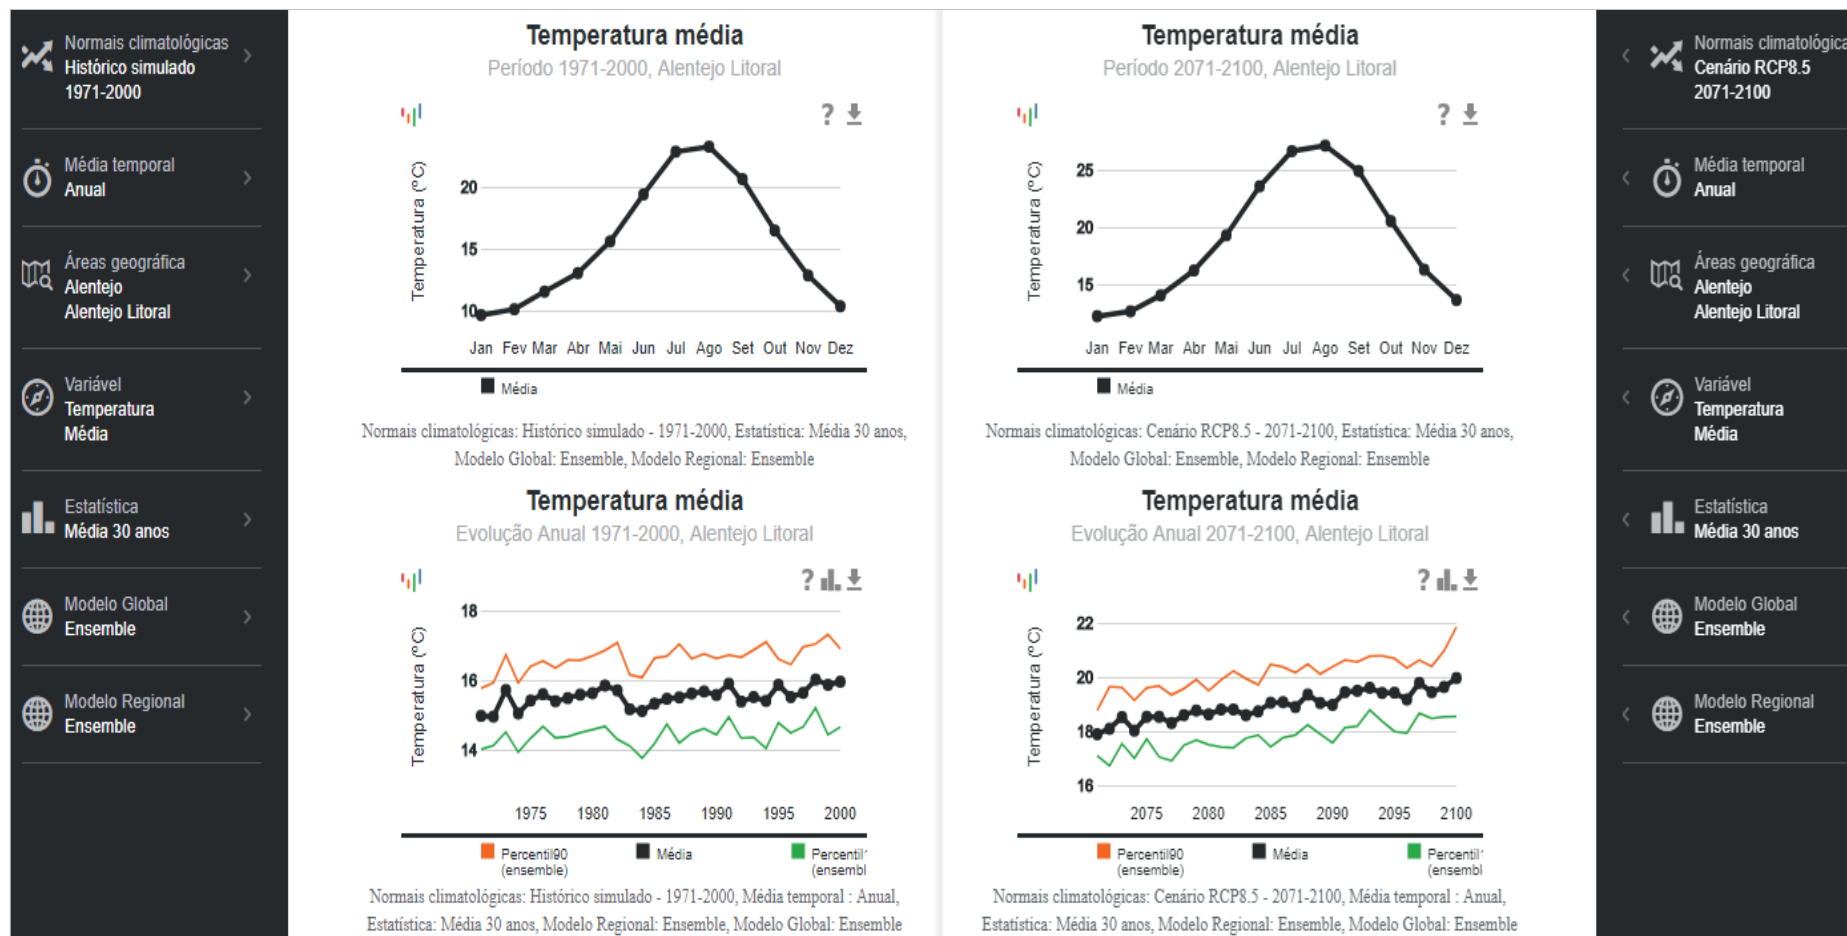 Normais climatológicas
Histórico simulado
1971-2000
Média temporal
Anual
Áreas geográfica
Alentejo
Alentejo Litoral
Variável
Temperatura
Média
Estatística
Média 30 anos
Modelo Global
Ensemble
Modelo Regional
Ensemble
Temperatura média
Período 1971-2000, Alentejo Litoral
?
Temperatura (°C)
20
15
10
Jan Fev Mar Abr Mai Jun Jul Ago Set Out Nov Dez
Média
Normais climatológicas: Histórico simulado - 1971-2000, Estatística: Média 30 anos,
Modelo Global: Ensemble, Modelo Regional: Ensemble
Temperatura média
Evolução Anual 1971-2000, Alentejo Litoral
?
Temperatura (°C)
18
16
14
1975 1980 1985 1990 1995 2000
Percentil90
(ensemble)
Média
Percentil
(ensembl
Normais climatológicas: Histórico simulado - 1971-2000, Média temporal : Anual,
Estatística: Média 30 anos, Modelo Regional: Ensemble, Modelo Global: Ensemble
Temperatura média
Período 2071-2100, Alentejo Litoral
?
Temperatura (°C)
25
20
15
Jan Fev Mar Abr Mai Jun Jul Ago Set Out Nov Dez
Média
Normais climatológicas: Cenário RCP8.5 - 2071-2100, Estatística: Média 30 anos,
Modelo Global: Ensemble, Modelo Regional: Ensemble
Temperatura média
Evolução Anual 2071-2100, Alentejo Litoral
?
Temperatura (°C)
22
20
18
16
2075 2080 2085 2090 2095 2100
Percentil90
(ensemble)
Média
Percentil
(ensembl
Normais climatológicas: Cenário RCP8.5 - 2071-2100, Média temporal : Anual,
Estatística: Média 30 anos, Modelo Regional: Ensemble, Modelo Global: Ensemble
Normais climatológica
Cenário RCP8.5
2071-2100
Média temporal
Anual
Áreas geográfica
Alentejo
Alentejo Litoral
Variável
Temperatura
Média
Estatística
Média 30 anos
Modelo Global
Ensemble
Modelo Regional
Ensemble